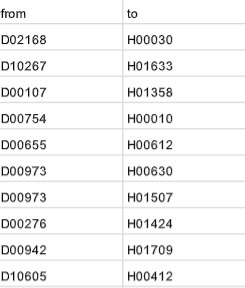 from to
D02168 H00030
D10267 H01633
D00107 H01358
D00754 H00010
D00655 H00612
D00973 H00630
D00973 H01507
D00276 H01424
D00942 H01709
D10605 H00412